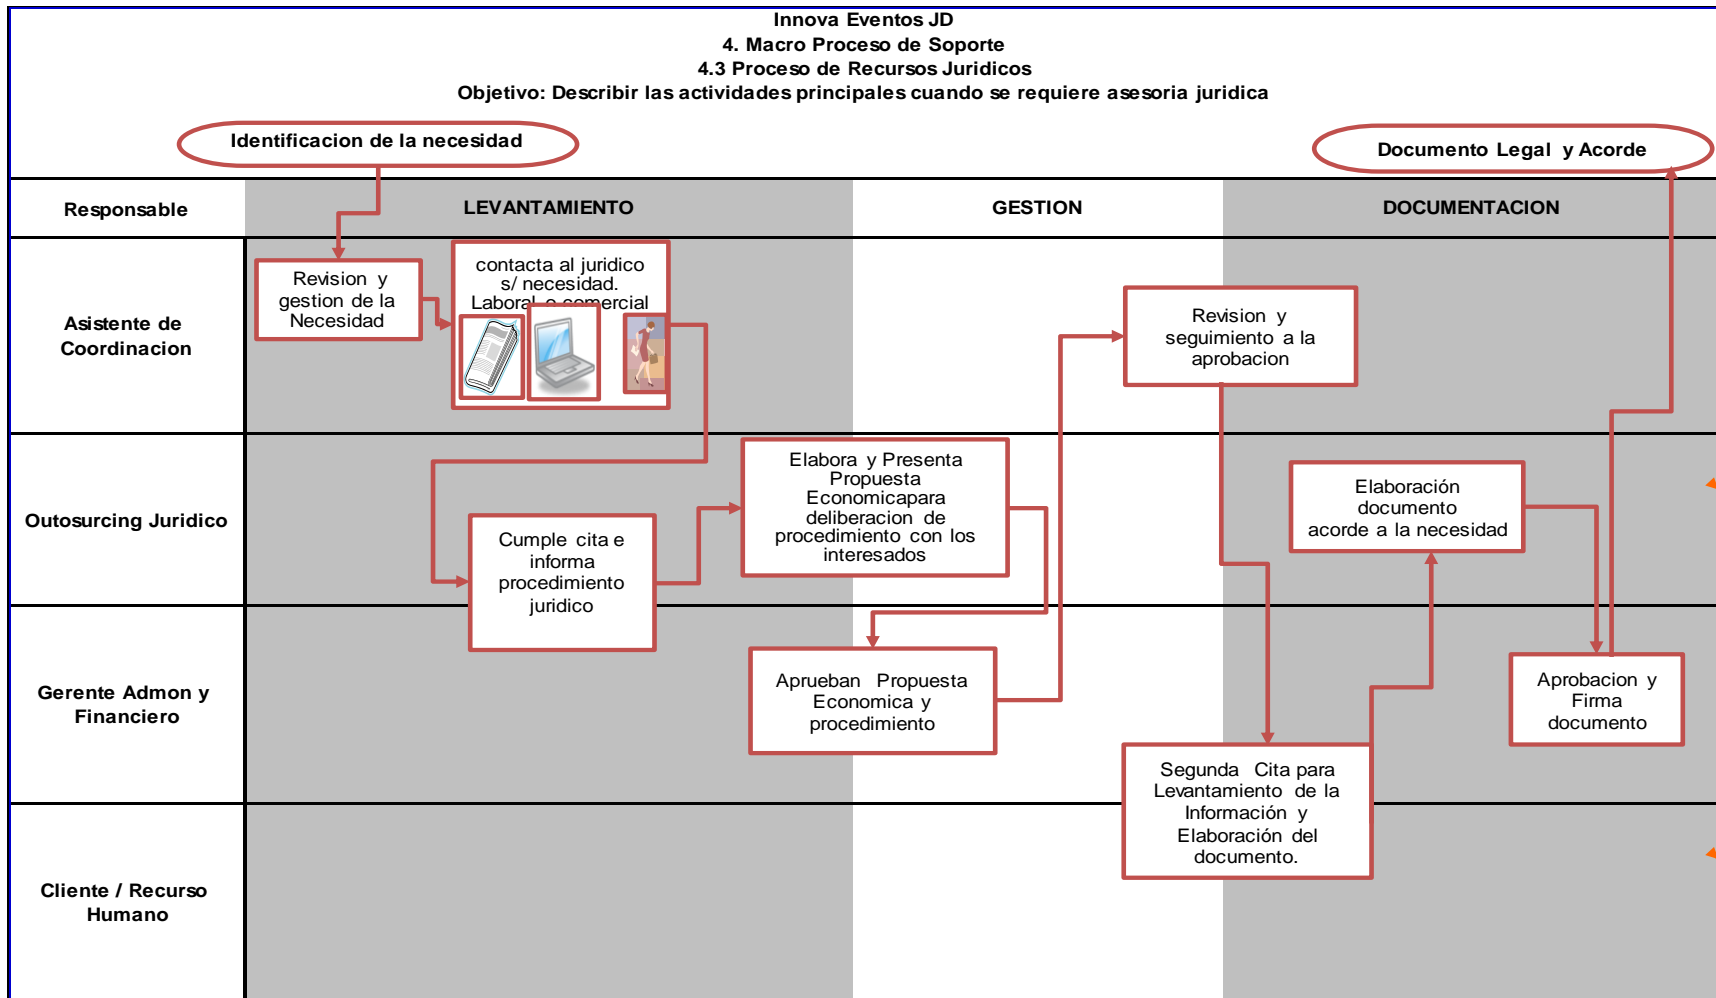 Innova Eventos JD
4. Macro Proceso de Soporte
4.3 Proceso de Recursos Juridicos
Objetivo: Describir las actividades principales cuando se requiere asesoria juridica
Identificacion de la necesidad
Documento Legal y Acorde
Responsable
LEVANTAMIENTO
GESTION
DOCUMENTACION
Asistente de
Coordinacion
Revision y
gestion de la
Necesidad
contacta al juridico
s/ necesidad.
Laboral o comercial
Revision y
seguimiento a la
aprobacion
Outosurcing Juridico
Cumple cita e
informa
procedimiento
juridico
Elabora y Presenta
Propuesta
Economicapara
deliberacion de
procedimiento con los
interesados
Elaboración
documento
acorde a la necesidad
Gerente Admon y
Financiero
Aprueban Propuesta
Economica y
procedimiento
Aprobacion y
Firma
documento
Segunda Cita para
Levantamiento de la
Información y
Elaboración del
documento.
Cliente / Recurso
Humano